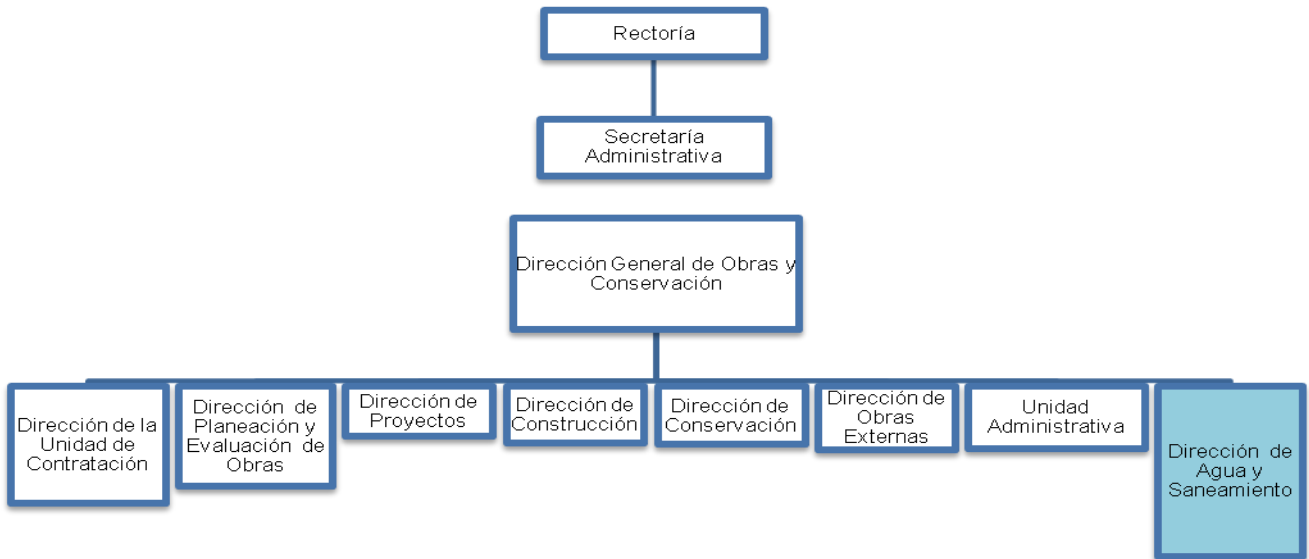 Rectoría
Secretaría
Administrativa
Dirección General de Obras y
Conservación
Dirección de la
Unidad de
Contratación
Dirección de
Planeación y
Evaluación de
Obras
Dirección de
Proyectos
Dirección de
Construcción
Dirección de
Conservación
Dirección de
Obras
Externas
Unidad
Administrativa
Dirección de
Agua y
Saneamiento